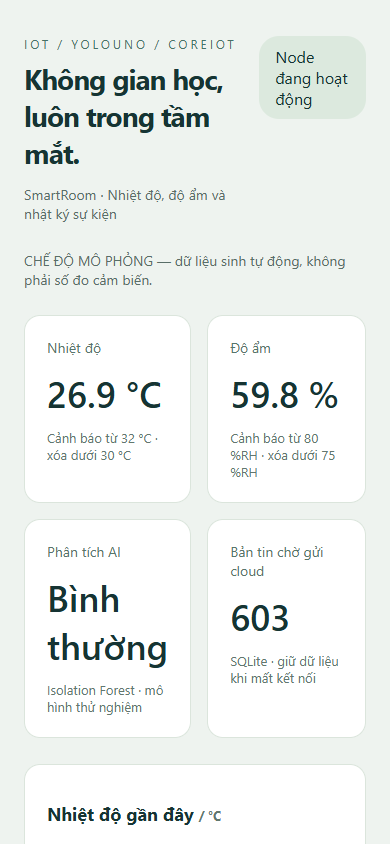 IOT / YOLOUNO / COREIOT
Không gian học,
luôn trong tầm
mắt.
SmartRoom · Nhiệt độ, độ ẩm và
nhật ký sự kiện
Node
đang hoạt
động
CHẾ ĐỘ MÔ PHỎNG — dữ liệu sinh tự động, không
phải số đo cảm biến.
Nhiệt độ
26.9 °C
Cảnh báo từ 32 °C ·
xóa dưới 30 °C
Độ ẩm
59.8 %
Cảnh báo từ 80
%RH · xóa dưới 75
%RH
Phân tích AI
Bình
thường
Isolation Forest · mô
hình thử nghiệm
Bản tin chờ gửi
cloud
603
SQLite · giữ dữ liệu
khi mất kết nối
Nhiệt độ gần đây / °C